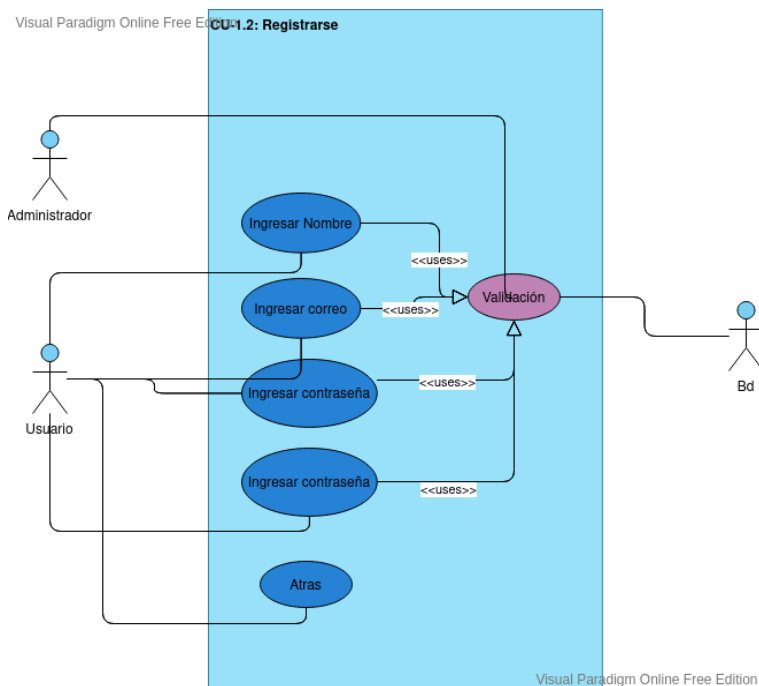 Visual Paradigm Online Free Edition
CU-1.2: Registrarse
Administrador
Ingresar Nombre
<<uses>>
Validación
Ingresar correo
<<uses>>
Bd
<<uses>>
Ingresar contraseña
Usuario
Ingresar contraseña
<<uses>>
Atras
Visual Paradigm Online Free Edition